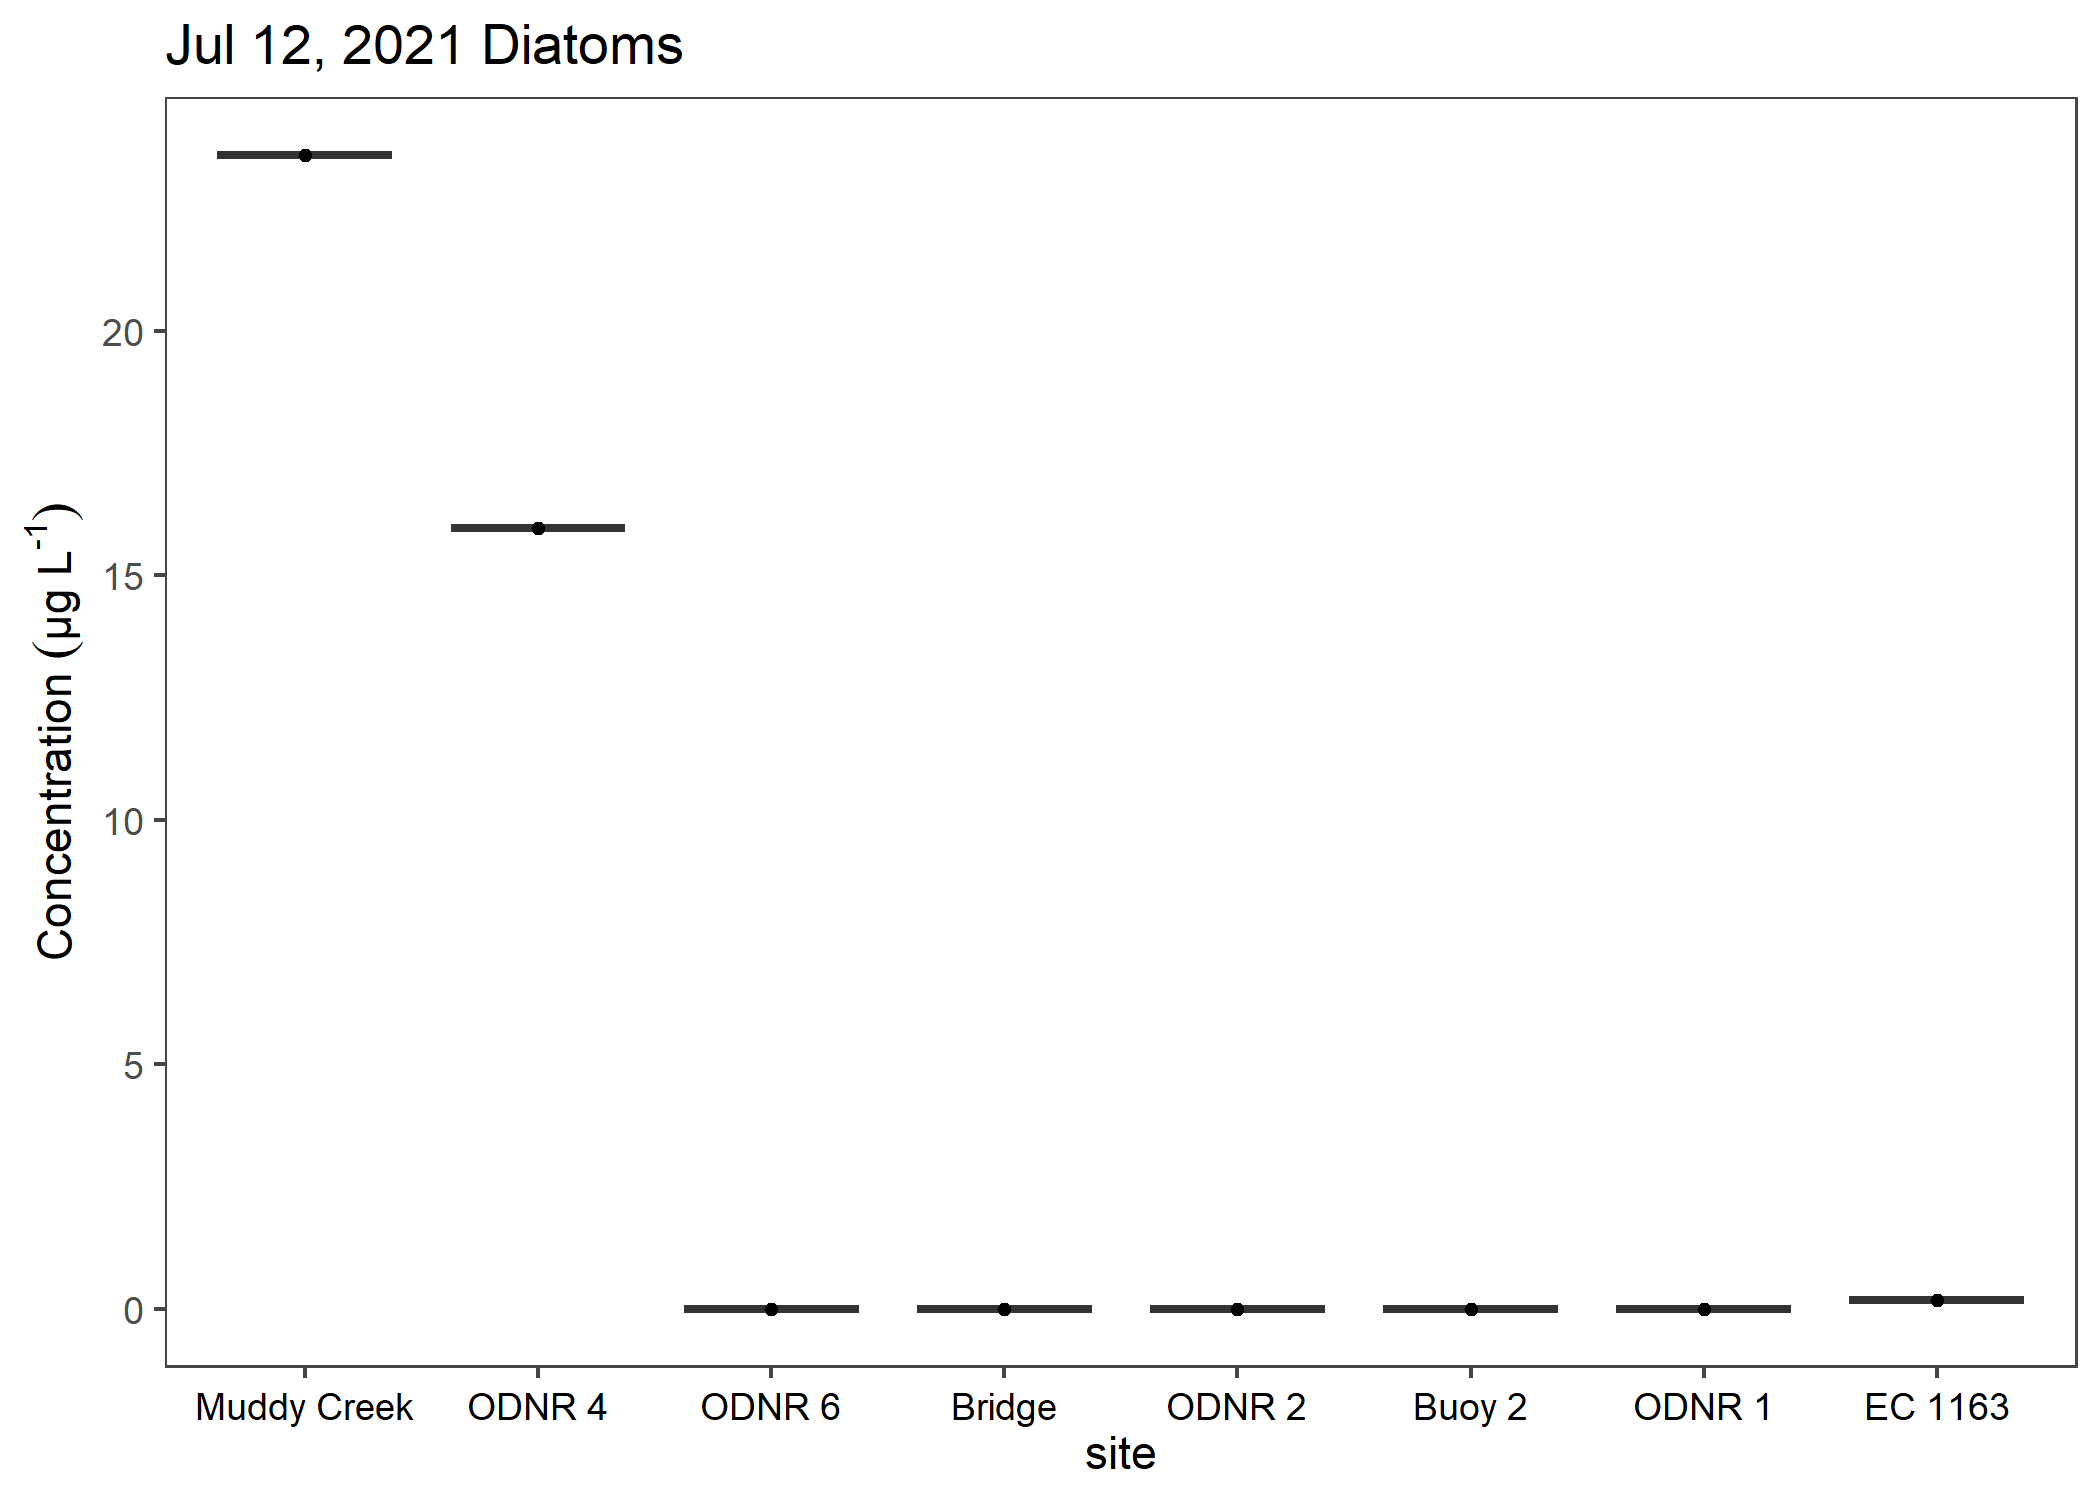 Jul 12, 2021 Diatoms
Concentration (µg L⁻¹)
20
15
10
5
0
Muddy Creek ODNR 4 ODNR 6 Bridge ODNR 2 Buoy 2 ODNR 1 EC 1163
site